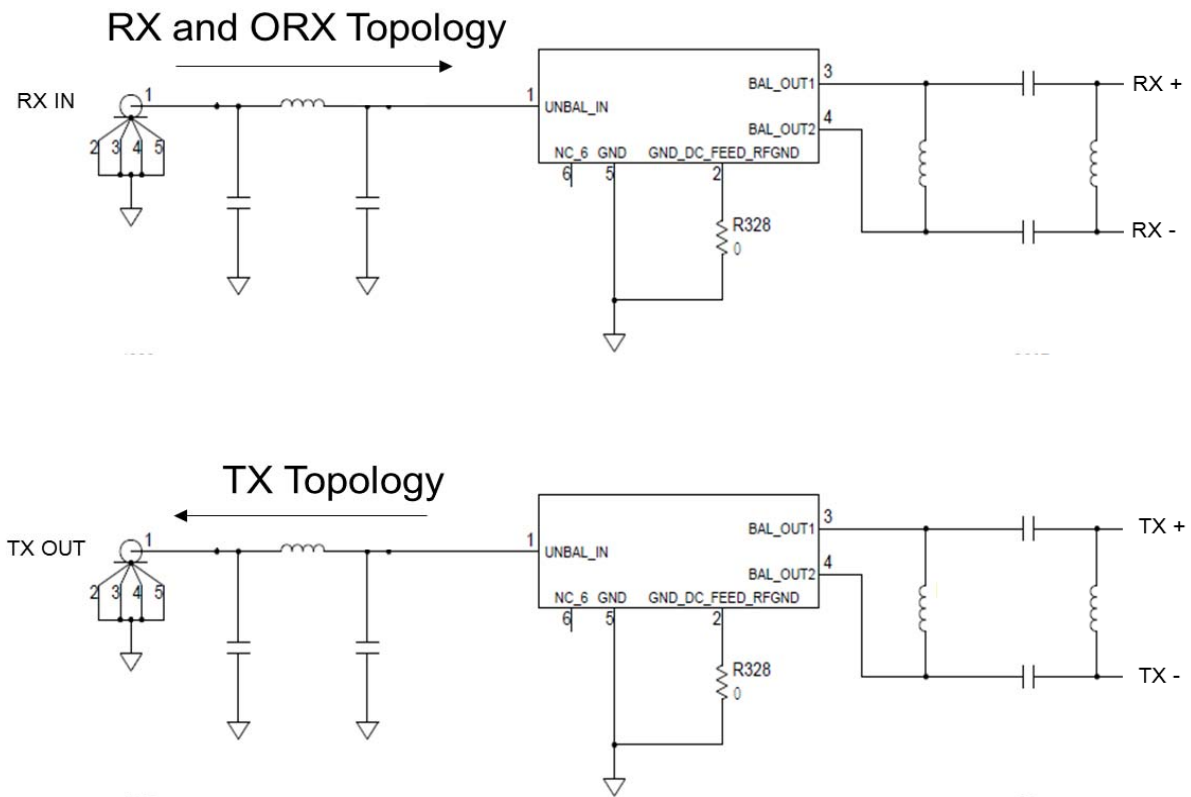 RX and ORX Topology
RX IN
1
2 3 4 5
1
UNBAL_IN
BAL_OUT1
3
BAL_OUT2
4
NC_6 GND GND_DC_FEED_RFGND
6 5 2
R328
0
RX +
RX -
TX Topology
TX OUT
1
2 3 4 5
1
UNBAL_IN
BAL_OUT1
3
BAL_OUT2
4
NC_6 GND GND_DC_FEED_RFGND
6 5 2
R328
0
TX +
TX -